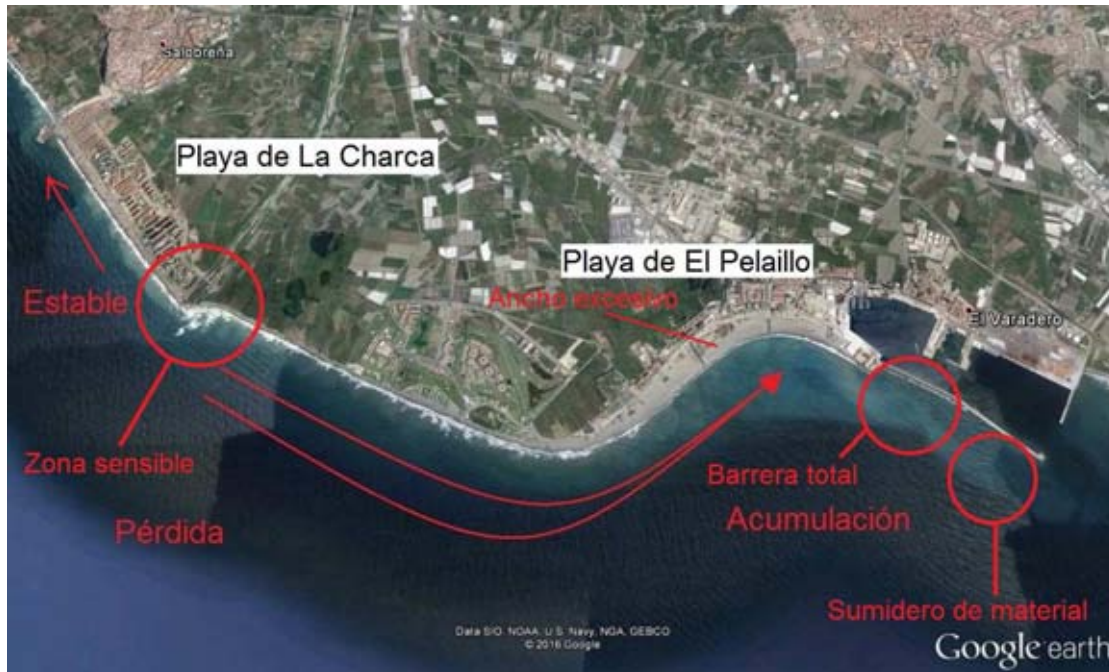 Salobreña
Playa de La Charca
Playa de El Pelaillo
Ancho excesivo
Estable
El Varadero
Zona sensible
Barrera total
Pérdida
Acumulación
Sumidero de material
Data SIO, NOAA, U.S. Navy, NGA, GEBCO
© 2016 Google
Google earth